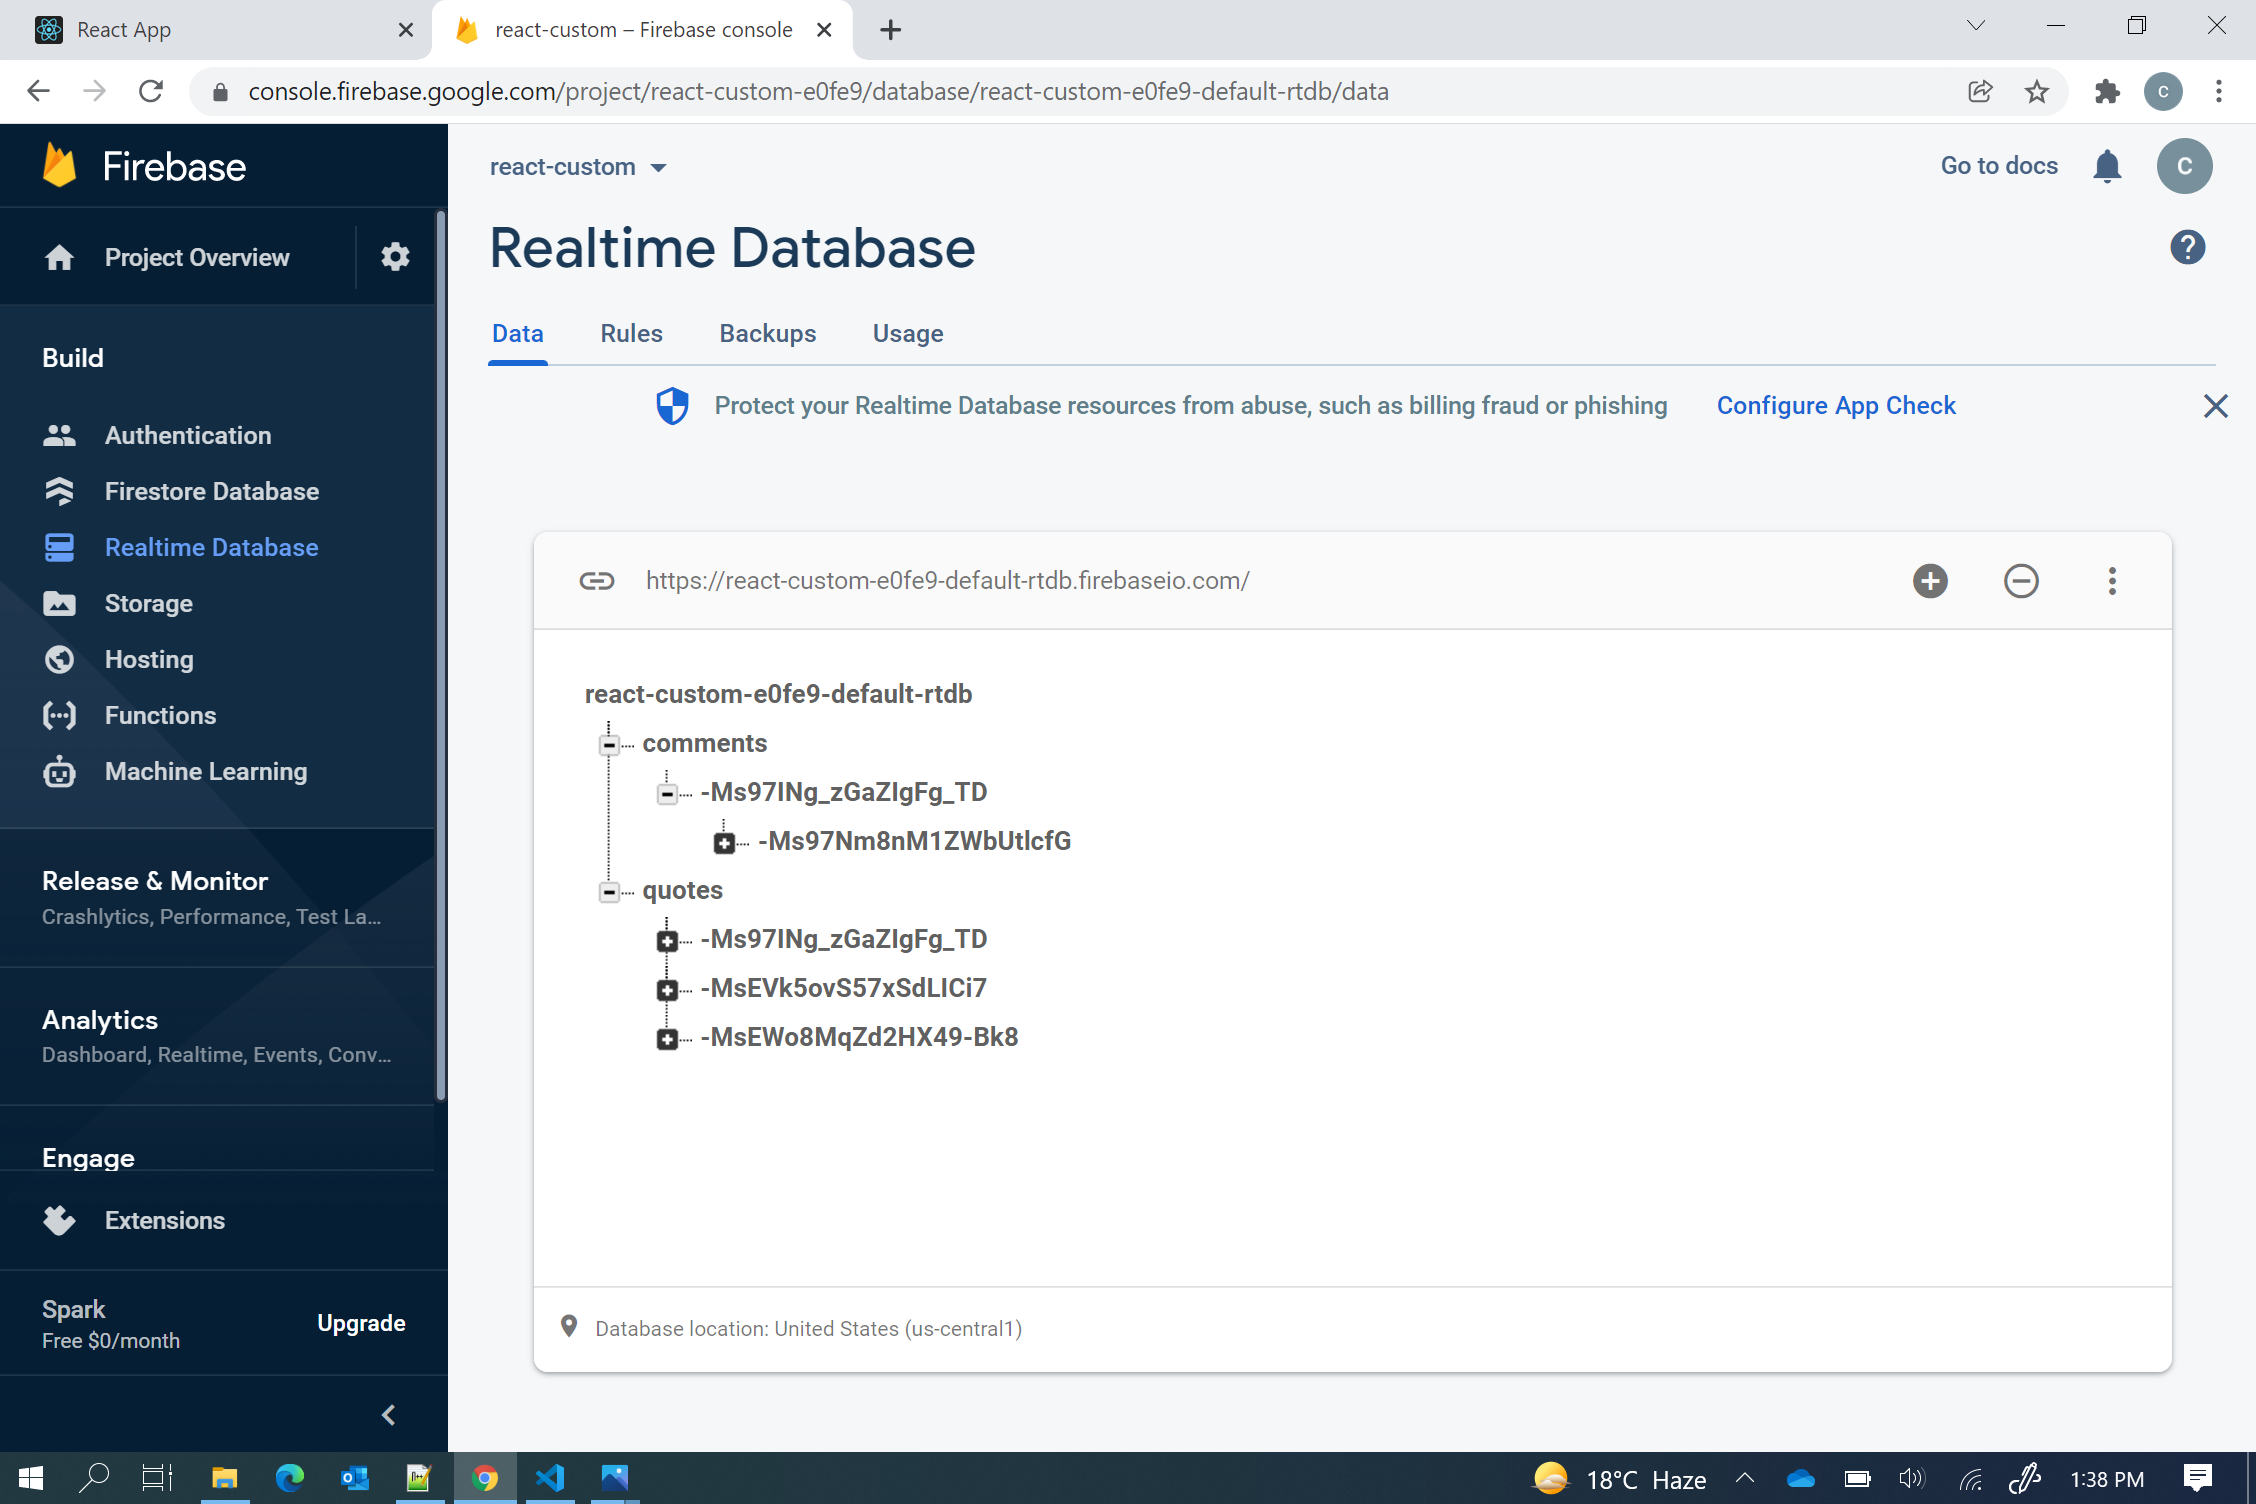 React App
react-custom – Firebase console
console.firebase.google.com/project/react-custom-e0fe9/database/react-custom-e0fe9-default-rtdb/data
C
Firebase
Project Overview
Build
Authentication
Firestore Database
Realtime Database
Storage
Hosting
Functions
Machine Learning
Release & Monitor
Crashlytics, Performance, Test La...
Analytics
Dashboard, Realtime, Events, Conv...
Engage
Extensions
Spark
Free $0/month
Upgrade
react-custom
Go to docs
C
Realtime Database
?
Data Rules Backups Usage
Protect your Realtime Database resources from abuse, such as billing fraud or phishing Configure App Check
https://react-custom-e0fe9-default-rtdb.firebaseio.com/
react-custom-e0fe9-default-rtdb
comments
-Ms97INg_zGaZIgFg_TD
-Ms97Nm8nM1ZWbUtlcfG
quotes
-Ms97INg_zGaZIgFg_TD
-MsEVk5ovS57xSdLICi7
-MsEWo8MqZd2HX49-Bk8
Database location: United States (us-central1)
18°C Haze
1:38 PM